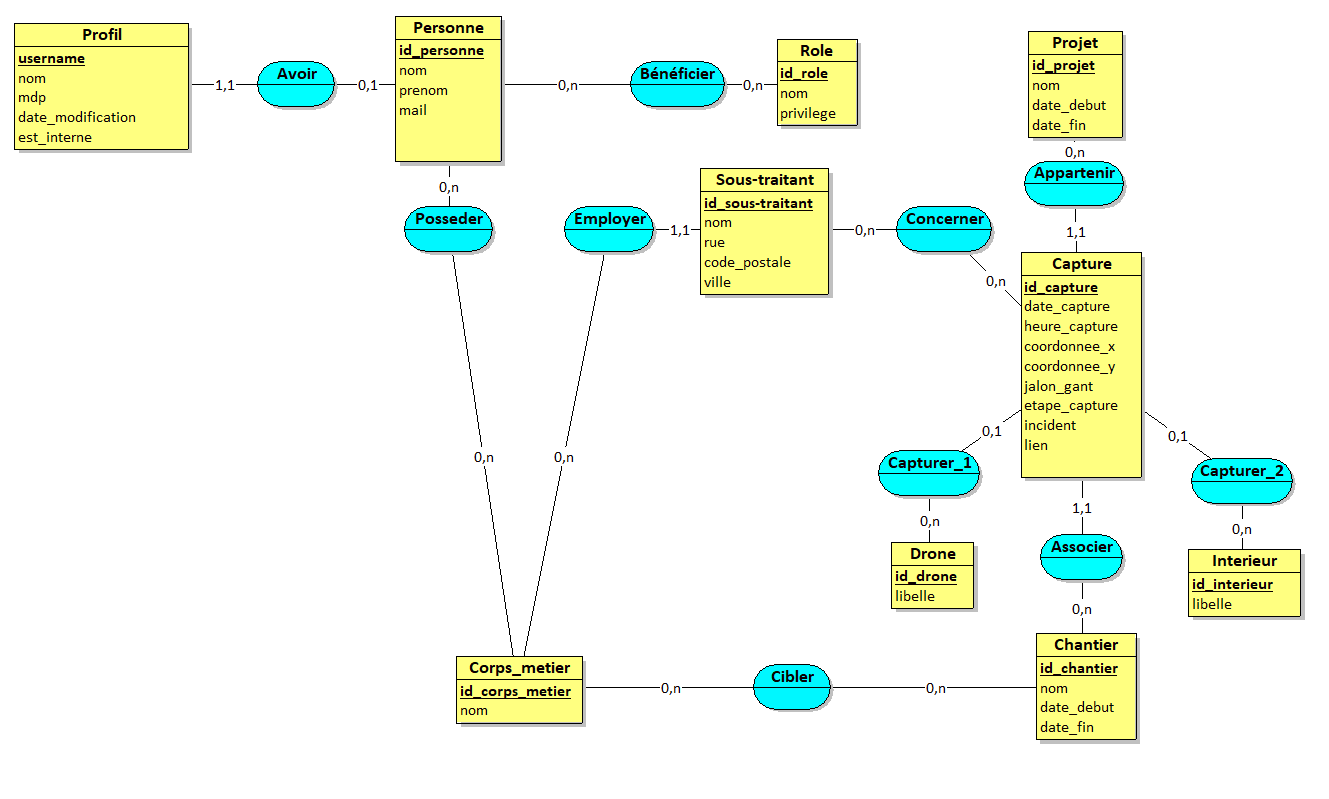 Profil
username
nom
mdp
date_modification
est_interne
1,1
Avoir
0,1
Personne
id_personne
nom
prenom
mail
0,n
Bénéficier
0,n
Role
id_role
nom
privilege
Projet
id_projet
nom
date_debut
date_fin
0,n
Appartenir
1,1
0,n
Posseder
Employer
1,1
Sous-traitant
id_sous-traitant
nom
rue
code_postale
ville
0,n
Concerner
0,n
Capture
id_capture
date_capture
heure_capture
coordonnee_x
coordonnee_y
jalon_gant
etape_capture
incident
lien
0,n
0,n
0,1
Capturer_1
0,n
Drone
id_drone
libelle
0,1
Capturer_2
0,n
Interieur
id_interieur
libelle
1,1
Associer
0,n
Corps_metier
id_corps_metier
nom
0,n
Cibler
0,n
Chantier
id_chantier
nom
date_debut
date_fin